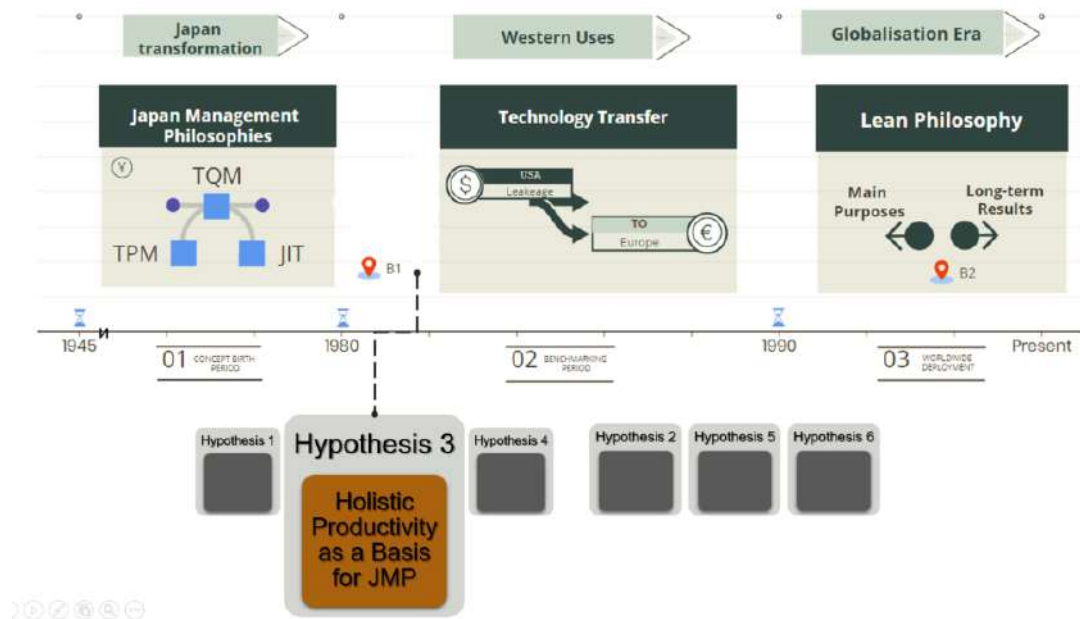 Japan
transformation
Western Uses
Globalisation Era
Japan Management
Philosophies
Technology Transfer
Lean Philosophy
¥
TQM
TPM
JIT
$
USA
Leakeage
TO
Europe
€
Main
Purposes
Long-term
Results
B1
B2
1945
1980
1990
Present
01 CONCEPT BIRTH
PERIOD
02 BENCHMARKING
PERIOD
03 WORLDWIDE
DEPLOYMENT
Hypothesis 1
Hypothesis 3
Holistic
Productivity
as a Basis
for JMP
Hypothesis 4
Hypothesis 2
Hypothesis 5
Hypothesis 6